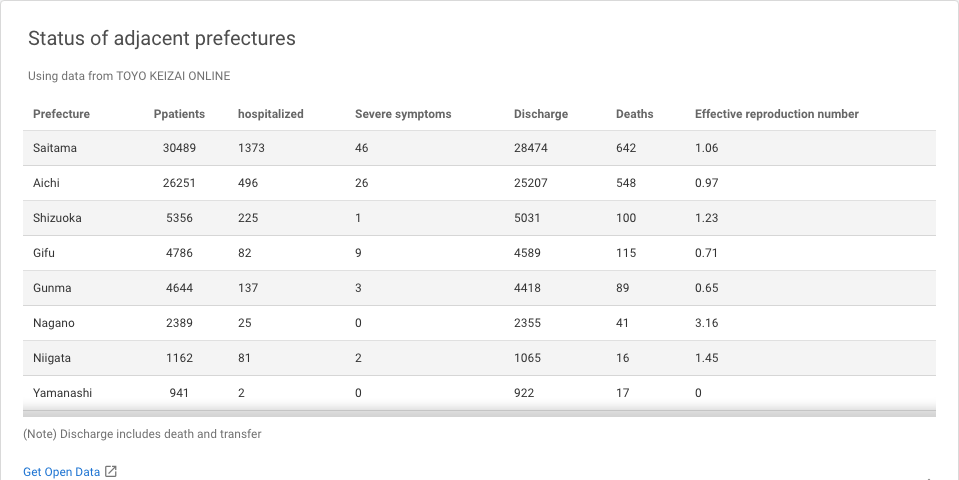 Status of adjacent prefectures
Using data from TOYO KEIZAI ONLINE
Prefecture Ppatients hospitalized Severe symptoms Discharge Deaths Effective reproduction number
Saitama 30489 1373 46 28474 642 1.06
Aichi 26251 496 26 25207 548 0.97
Shizuoka 5356 225 1 5031 100 1.23
Gifu 4786 82 9 4589 115 0.71
Gunma 4644 137 3 4418 89 0.65
Nagano 2389 25 0 2355 41 3.16
Niigata 1162 81 2 1065 16 1.45
Yamanashi 941 2 0 922 17 0
(Note) Discharge includes death and transfer
Get Open Data